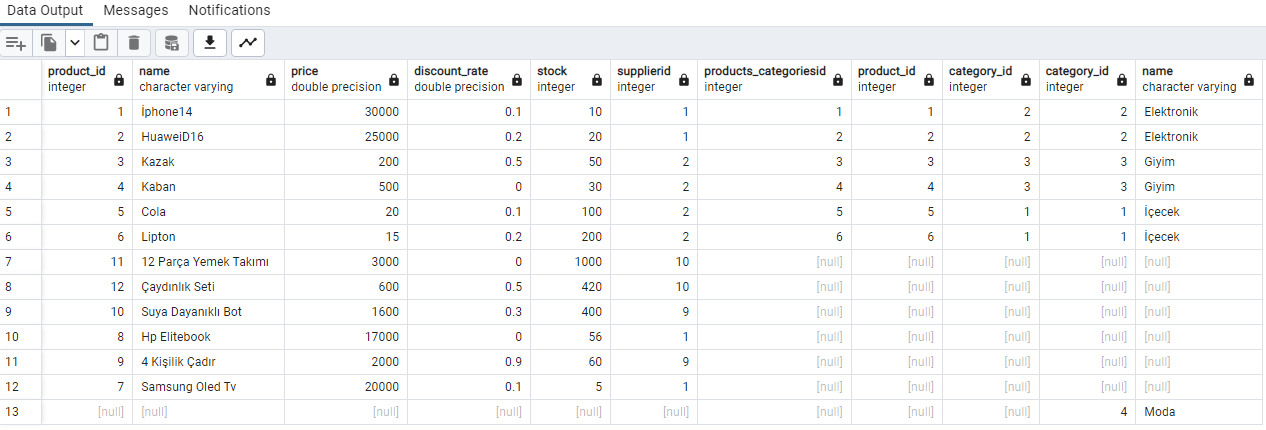 Data Output Messages Notifications
product_id name price discount_rate stock supplierid products_categoriesid product_id category_id category_id name
integer character varying double precision double precision integer integer integer integer integer integer character varying
1 1 İphone14 30000 0.1 10 1 1 1 2 2 Elektronik
2 2 HuaweiD16 25000 0.2 20 1 2 2 2 2 Elektronik
3 3 Kazak 200 0.5 50 2 3 3 3 3 Giyim
4 4 Kaban 500 0 30 2 4 4 3 3 Giyim
5 5 Cola 20 0.1 100 2 5 5 1 1 İçecek
6 6 Lipton 15 0.2 200 2 6 6 1 1 İçecek
7 11 12 Parça Yemek Takımı 3000 0 1000 10 [null] [null] [null] [null] [null]
8 12 Çaydınlık Seti 600 0.5 420 10 [null] [null] [null] [null] [null]
9 10 Suya Dayanıklı Bot 1600 0.3 400 9 [null] [null] [null] [null] [null]
10 8 Hp Elitebook 17000 0 56 1 [null] [null] [null] [null] [null]
11 9 4 Kişilik Çadır 2000 0.9 60 9 [null] [null] [null] [null] [null]
12 7 Samsung Oled Tv 20000 0.1 5 1 [null] [null] [null] [null] [null]
13 [null] [null] [null] [null] [null] [null] [null] [null] [null] 4 Moda